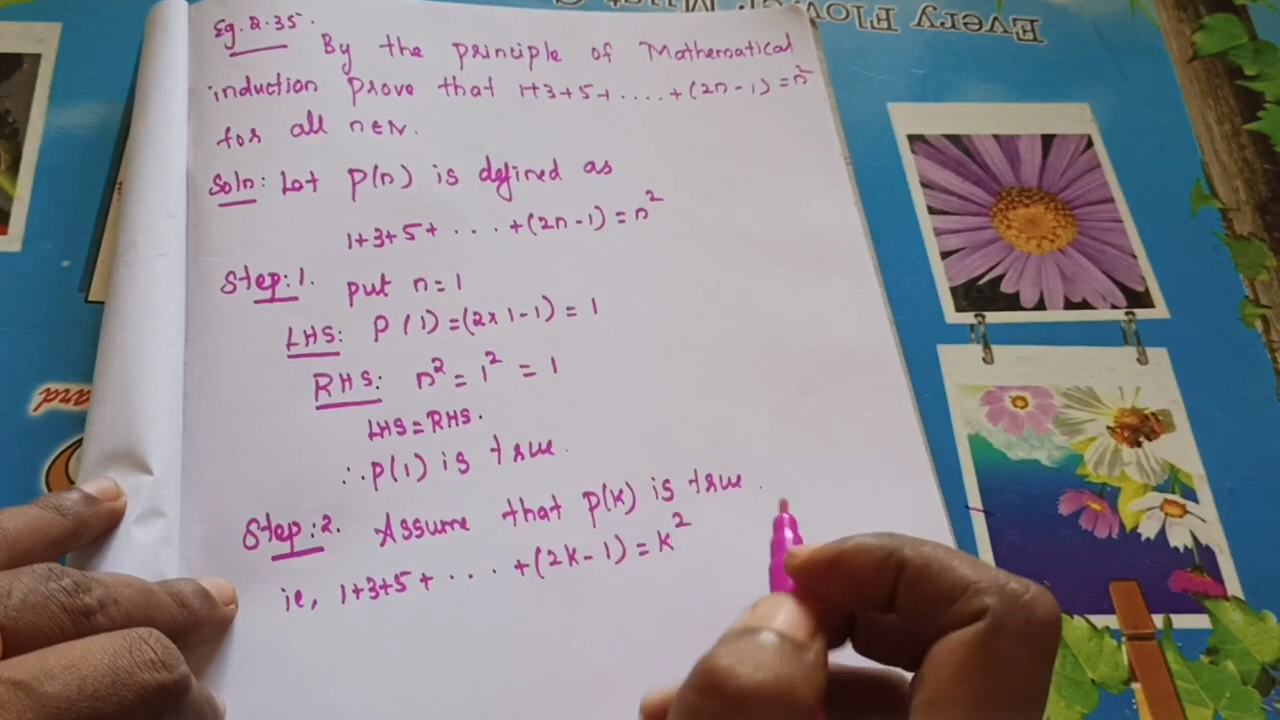 Eg. 2.35.
By the principle of Mathematical
induction prove that 1+3+5+.....+(2n-1)=n²
for all n∈N.
Soln: Let P(n) is defined as
1+3+5+....+(2n-1)=n²
Step:1. put n=1
LHS: P(1)=(2×1-1)=1
RHS: n²=1²=1
LHS=RHS.
∴P(1) is true.
Step:2. Assume that P(k) is true.
ie, 1+3+5+....+(2k-1)=k²
Every Flower Must G
ard